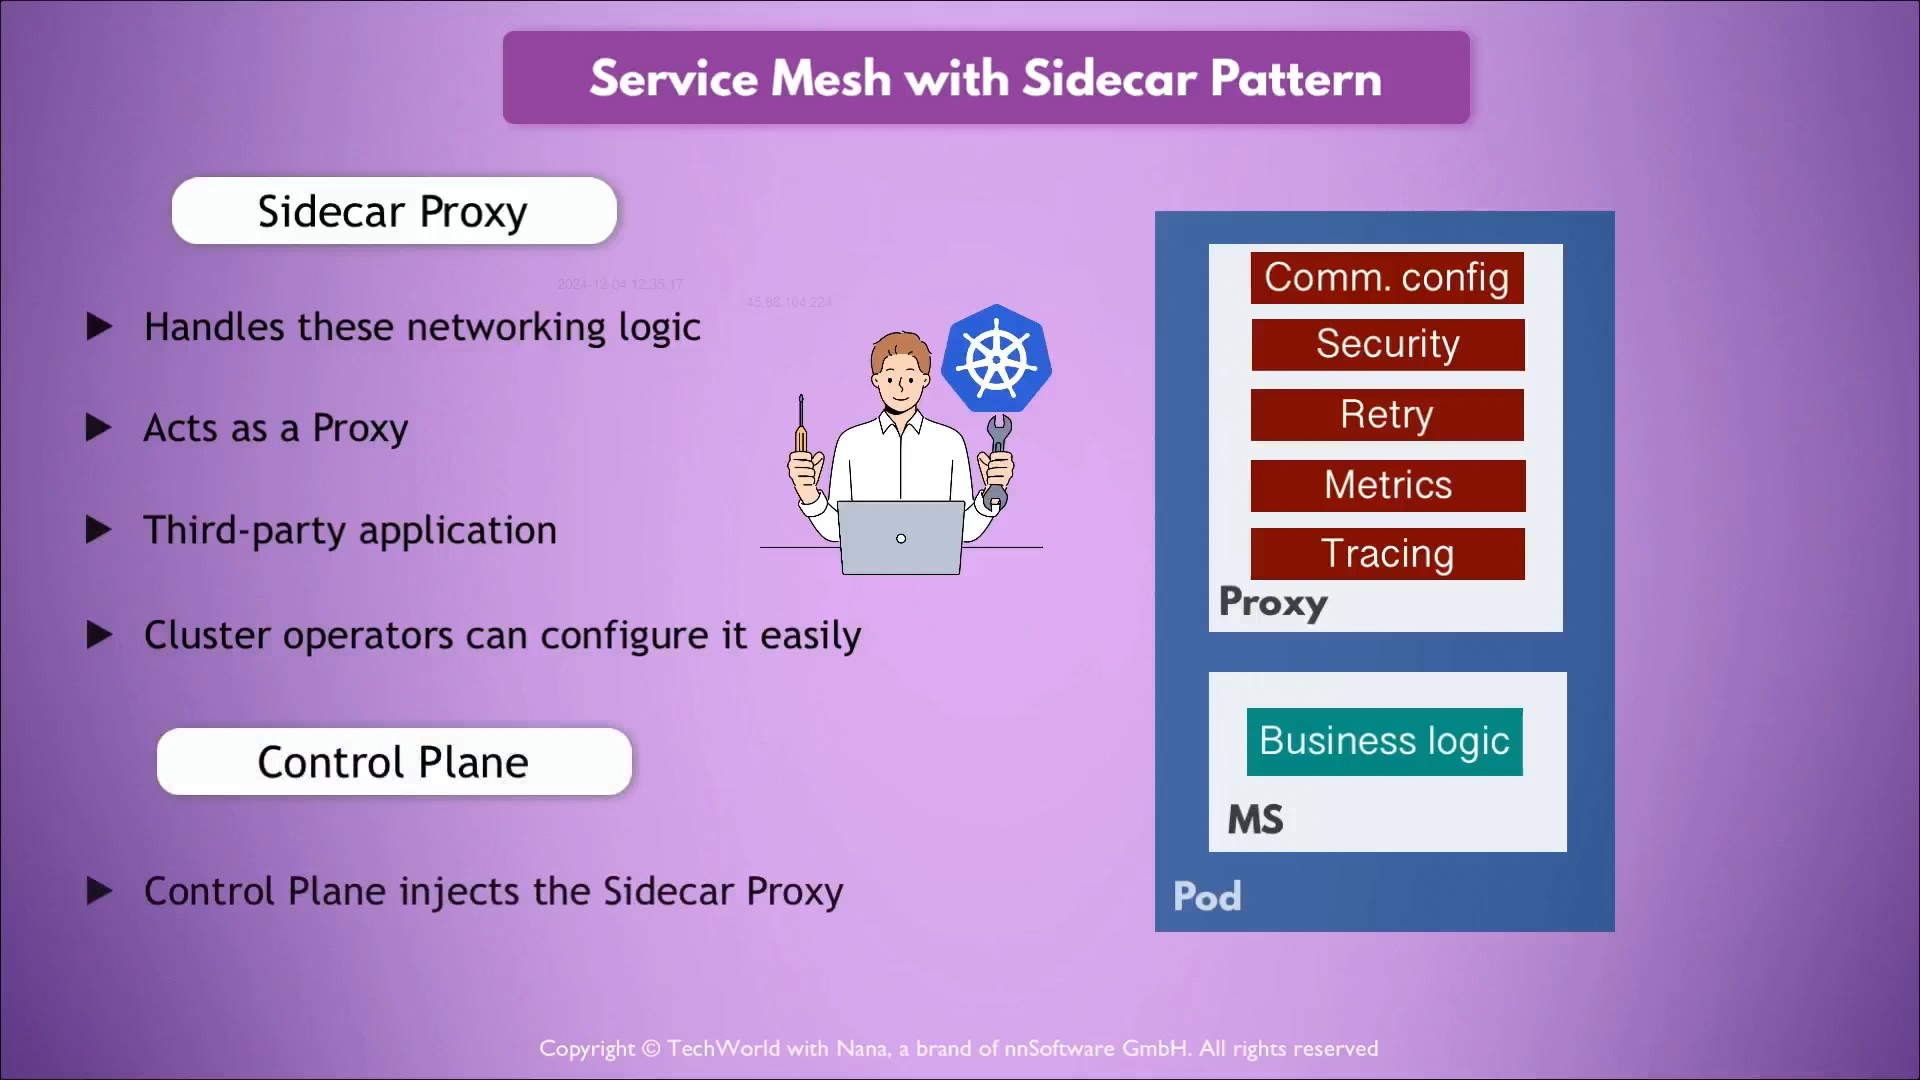 Service Mesh with Sidecar Pattern
Sidecar Proxy
2024-12-04 12:35:17
45.68.104.224
Handles these networking logic
Acts as a Proxy
Third-party application
Cluster operators can configure it easily
Control Plane
Control Plane injects the Sidecar Proxy
Comm. config
Security
Retry
Metrics
Tracing
Proxy
Business logic
MS
Pod
Copyright © TechWorld with Nana, a brand of nnSoftware GmbH. All rights reserved